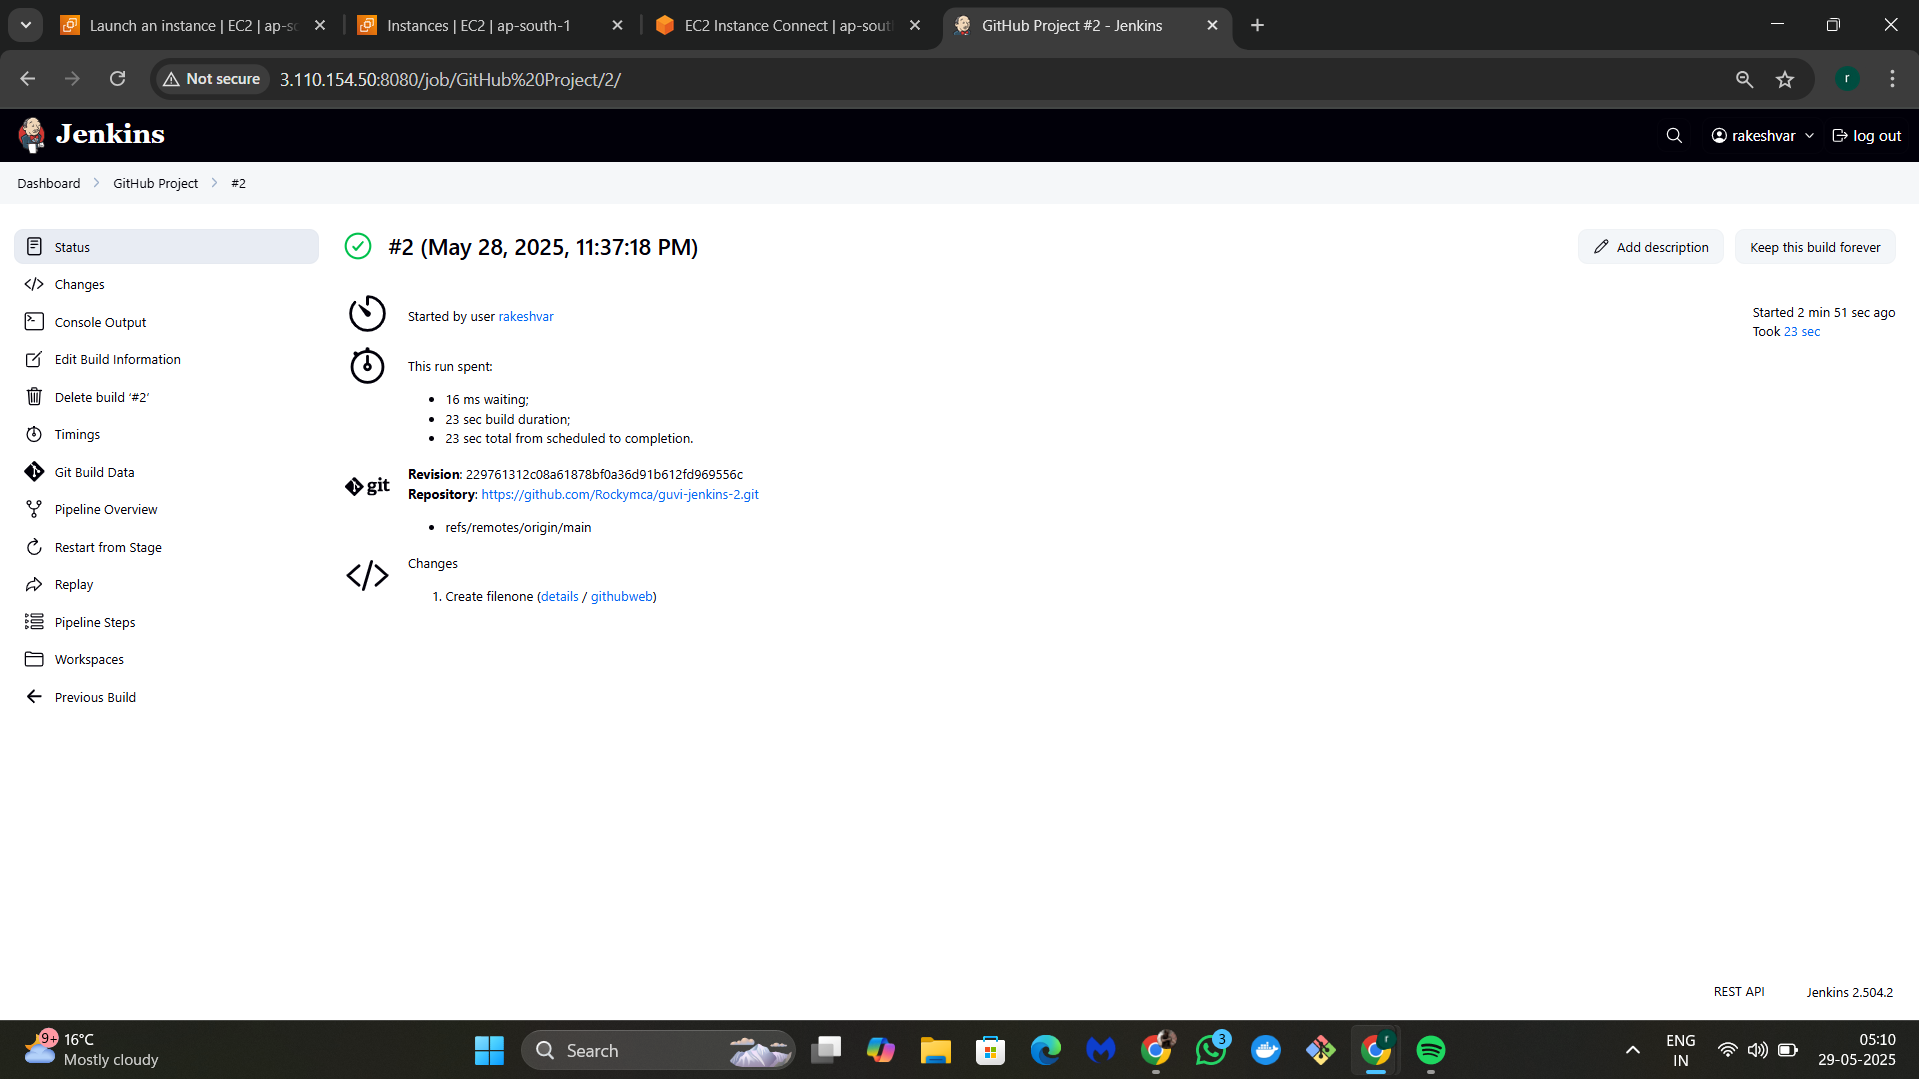 Launch an instance | EC2 | ap-sc
Instances | EC2 | ap-south-1
EC2 Instance Connect | ap-sout
GitHub Project #2 - Jenkins
Not secure
3.110.154.50:8080/job/GitHub%20Project/2/
r
Jenkins
rakeshvar
log out
Dashboard
GitHub Project
#2
Status
Changes
Console Output
Edit Build Information
Delete build ‘#2’
Timings
Git Build Data
Pipeline Overview
Restart from Stage
Replay
Pipeline Steps
Workspaces
Previous Build
#2 (May 28, 2025, 11:37:18 PM)
Add description
Keep this build forever
Started by user rakeshvar
Started 2 min 51 sec ago
Took 23 sec
This run spent:
• 16 ms waiting;
• 23 sec build duration;
• 23 sec total from scheduled to completion.
git
Revision: 229761312c08a61878bf0a36d91b612fd969556c
Repository: https://github.com/Rockymca/guvi-jenkins-2.git
• refs/remotes/origin/main
Changes
1. Create filenone (details / githubweb)
REST API
Jenkins 2.504.2
9+
16°C
Mostly cloudy
Search
3
r
ENG
IN
05:10
29-05-2025